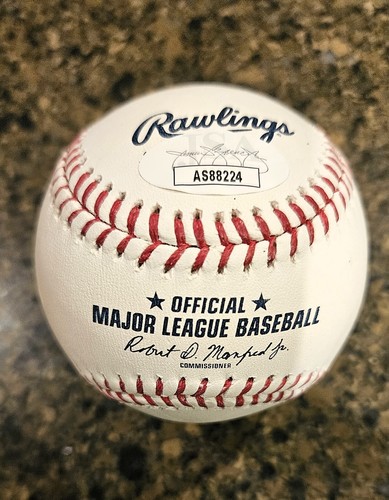 Rawlings
AS88224
★ OFFICIAL ★
MAJOR LEAGUE BASEBALL
Robert D. Manfred Jr.
COMMISSIONER